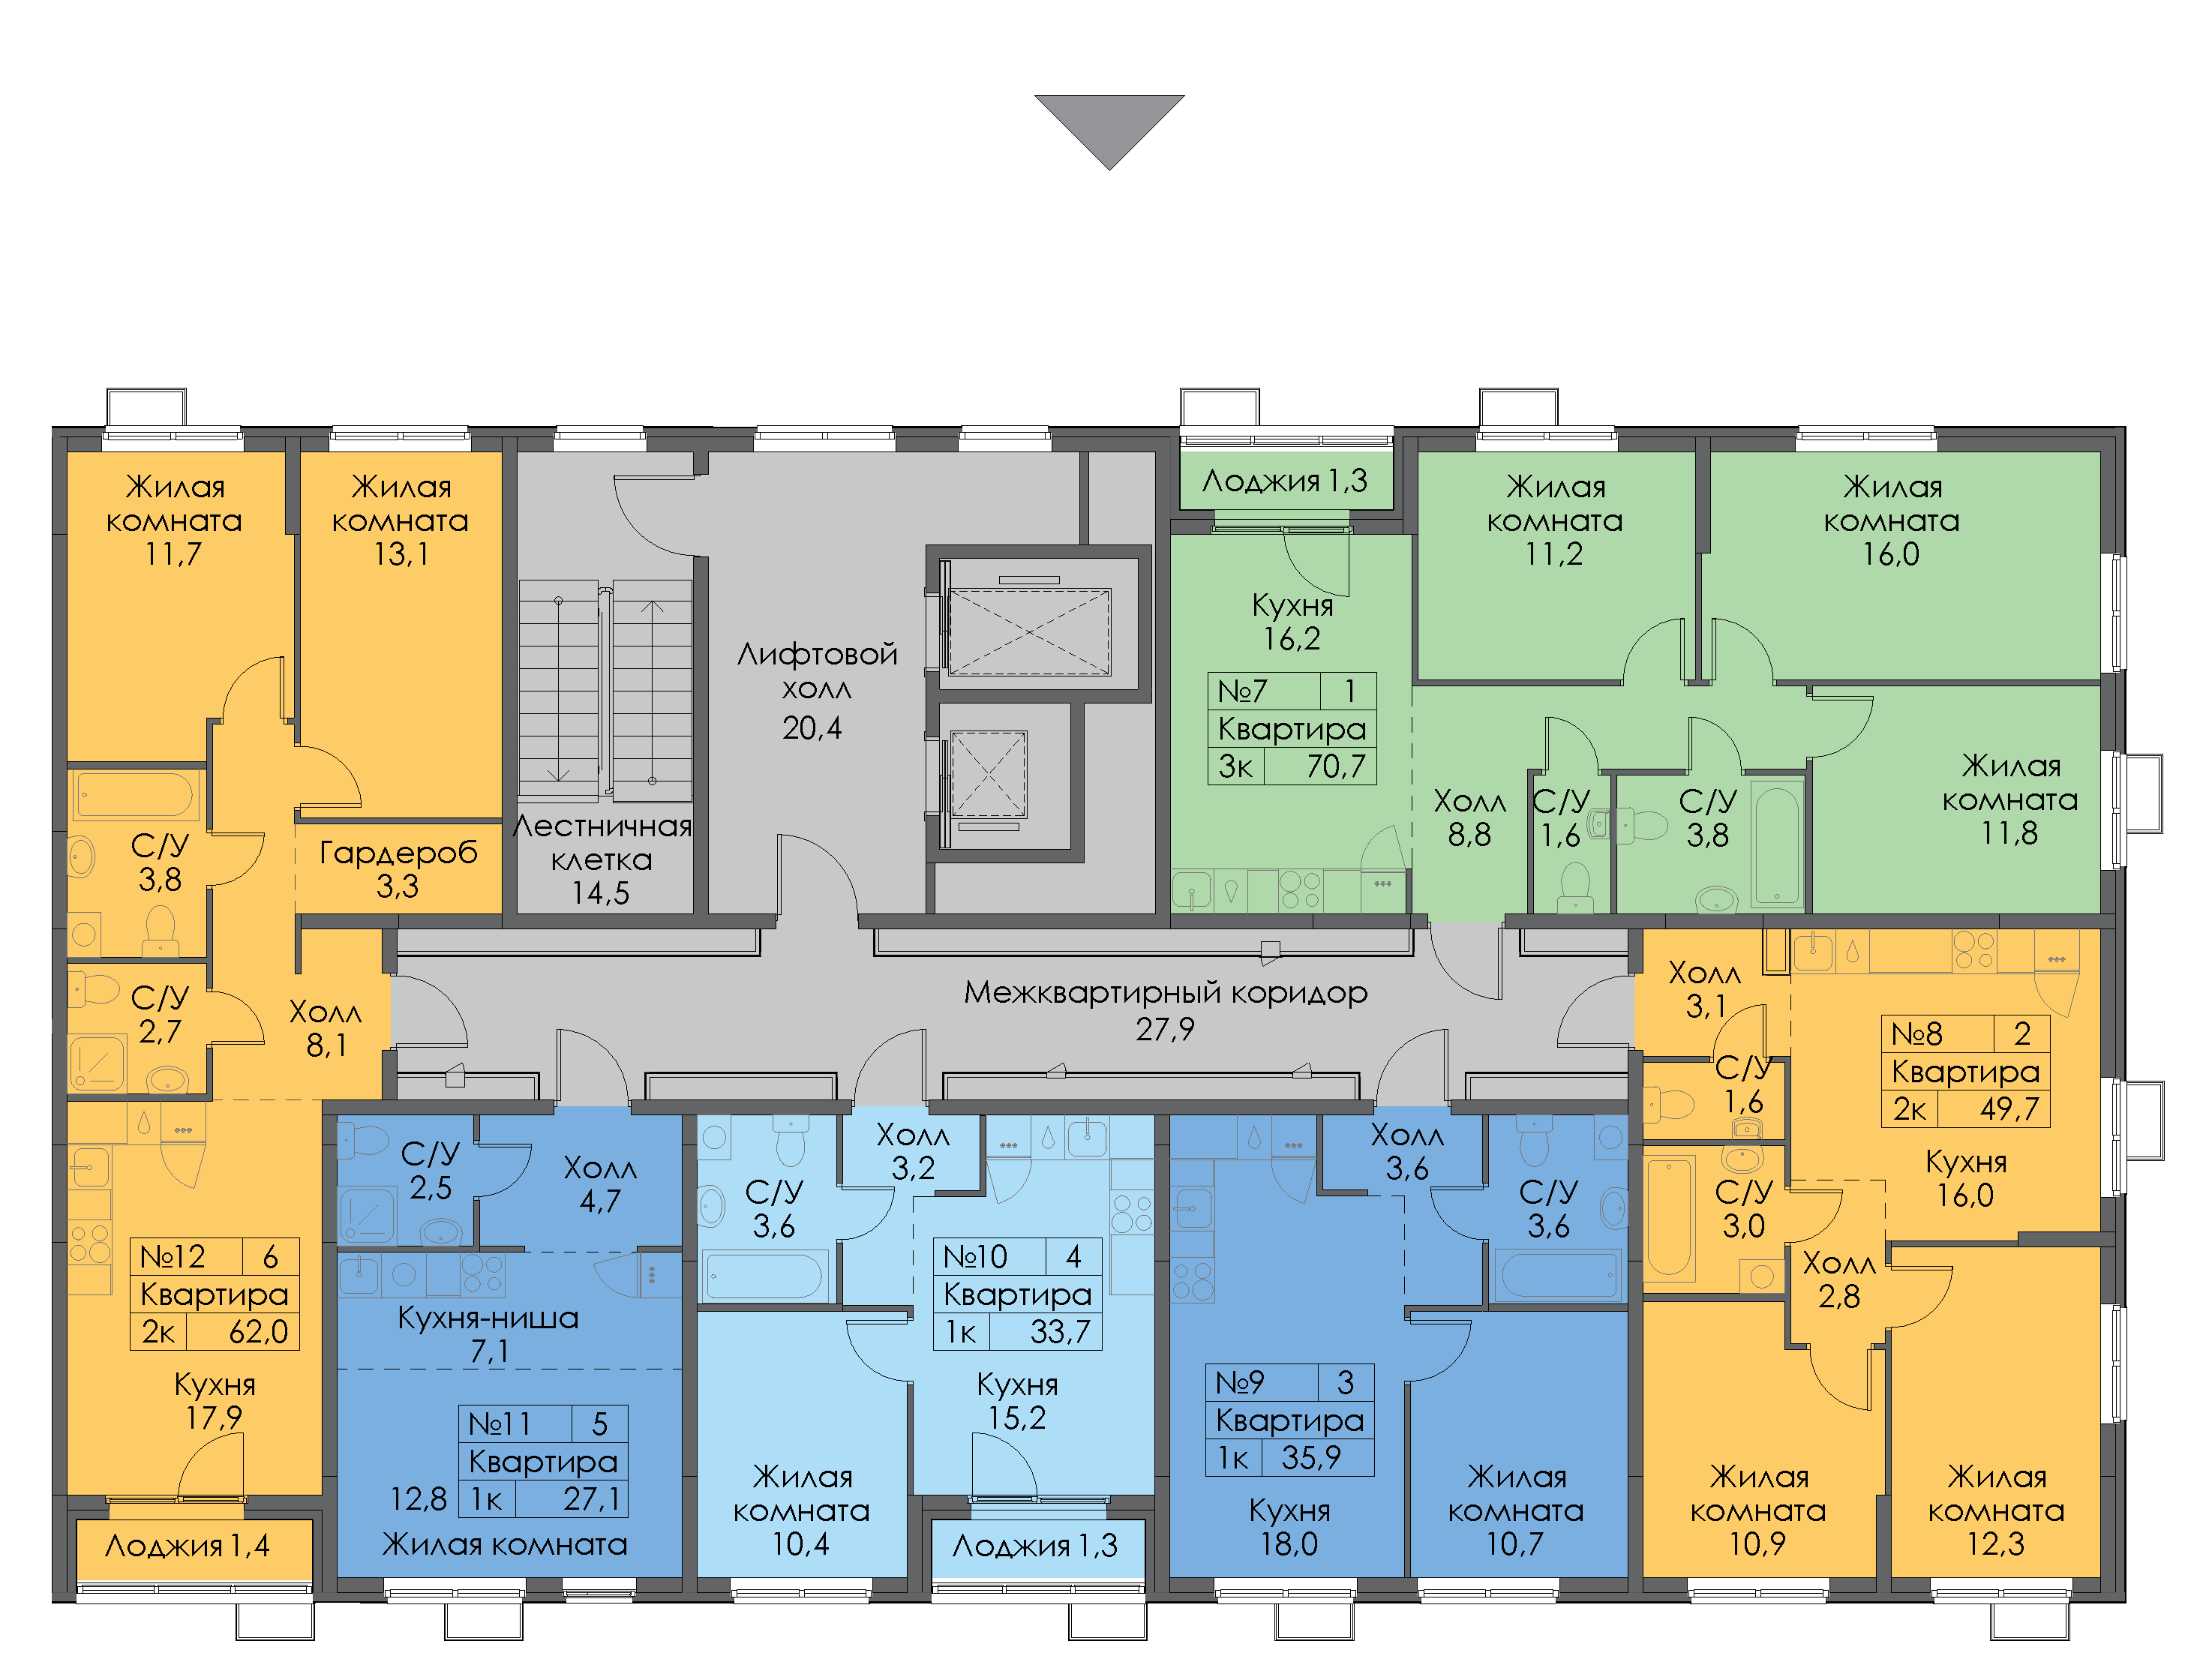 Жилая
комната
11,7
Жилая
комната
13,1
С/У
3,8
Гардероб
3,3
С/У
2,7
Холл
8,1
№12 6
Квартира
2к 62,0
Кухня
17,9
Лоджия 1,4
Лестничная
клетка
14,5
Лифтовой
холл
20,4
Межквартирный коридор
27,9
Лоджия 1,3
Кухня
16,2
№7 1
Квартира
3к 70,7
Жилая
комната
11,2
Жилая
комната
16,0
Жилая
комната
11,8
Холл
8,8
С/У
1,6
С/У
3,8
Холл
3,1
С/У
1,6
№8 2
Квартира
2к 49,7
Кухня
16,0
С/У
3,0
Холл
2,8
Жилая
комната
10,9
Жилая
комната
12,3
С/У
2,5
Холл
4,7
Кухня-ниша
7,1
№11 5
Квартира
1к 27,1
12,8
Жилая комната
С/У
3,6
Холл
3,2
№10 4
Квартира
1к 33,7
Кухня
15,2
Жилая
комната
10,4
Лоджия 1,3
Холл
3,6
С/У
3,6
№9 3
Квартира
1к 35,9
Кухня
18,0
Жилая
комната
10,7